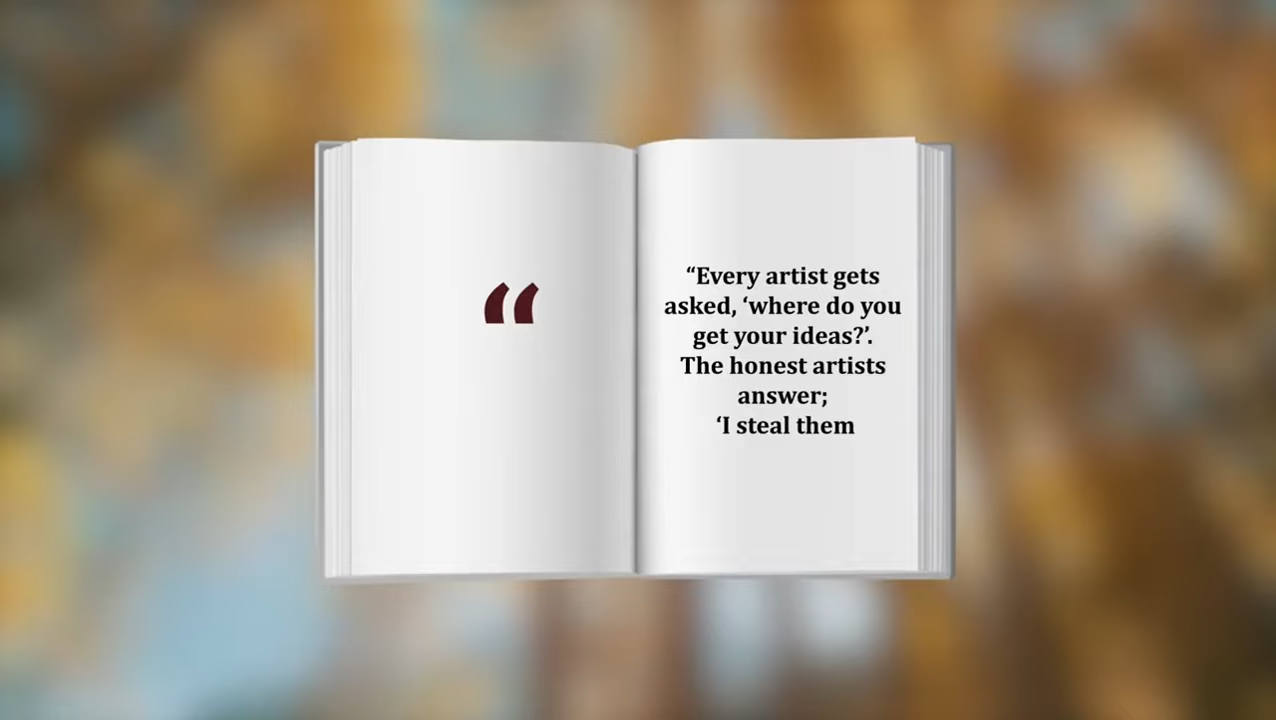 “
“Every artist gets
asked, ‘where do you
get your ideas?’.
The honest artists
answer;
‘I steal them